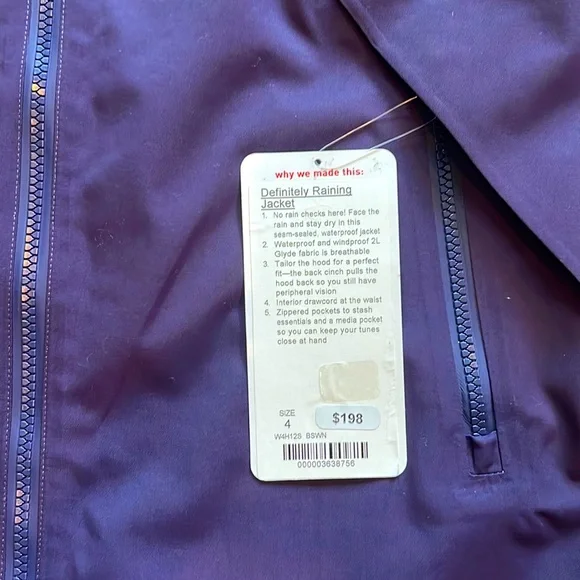 why we made this:
Definitely Raining
Jacket
1. No rain checks here! Face the
rain and stay dry in this
seam-sealed, waterproof jacket
2. Waterproof and windproof 2L
Glyde fabric is breathable
3. Tailor the hood for a perfect
fit—the back cinch pulls the
hood back so you still have
peripheral vision
4. Interior drawcord at the waist
5. Zippered pockets to stash
essentials and a media pocket
so you can keep your tunes
close at hand
SIZE
4
$198
W4H12S BSWN
000003638756